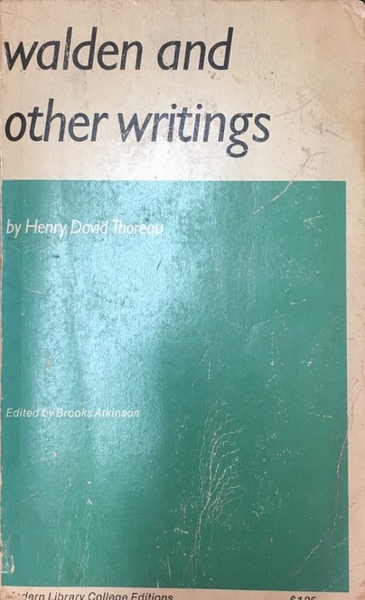 walden and
other writings
by Henry David Thoreau
Edited by Brooks Atkinson
Modern Library College Editions